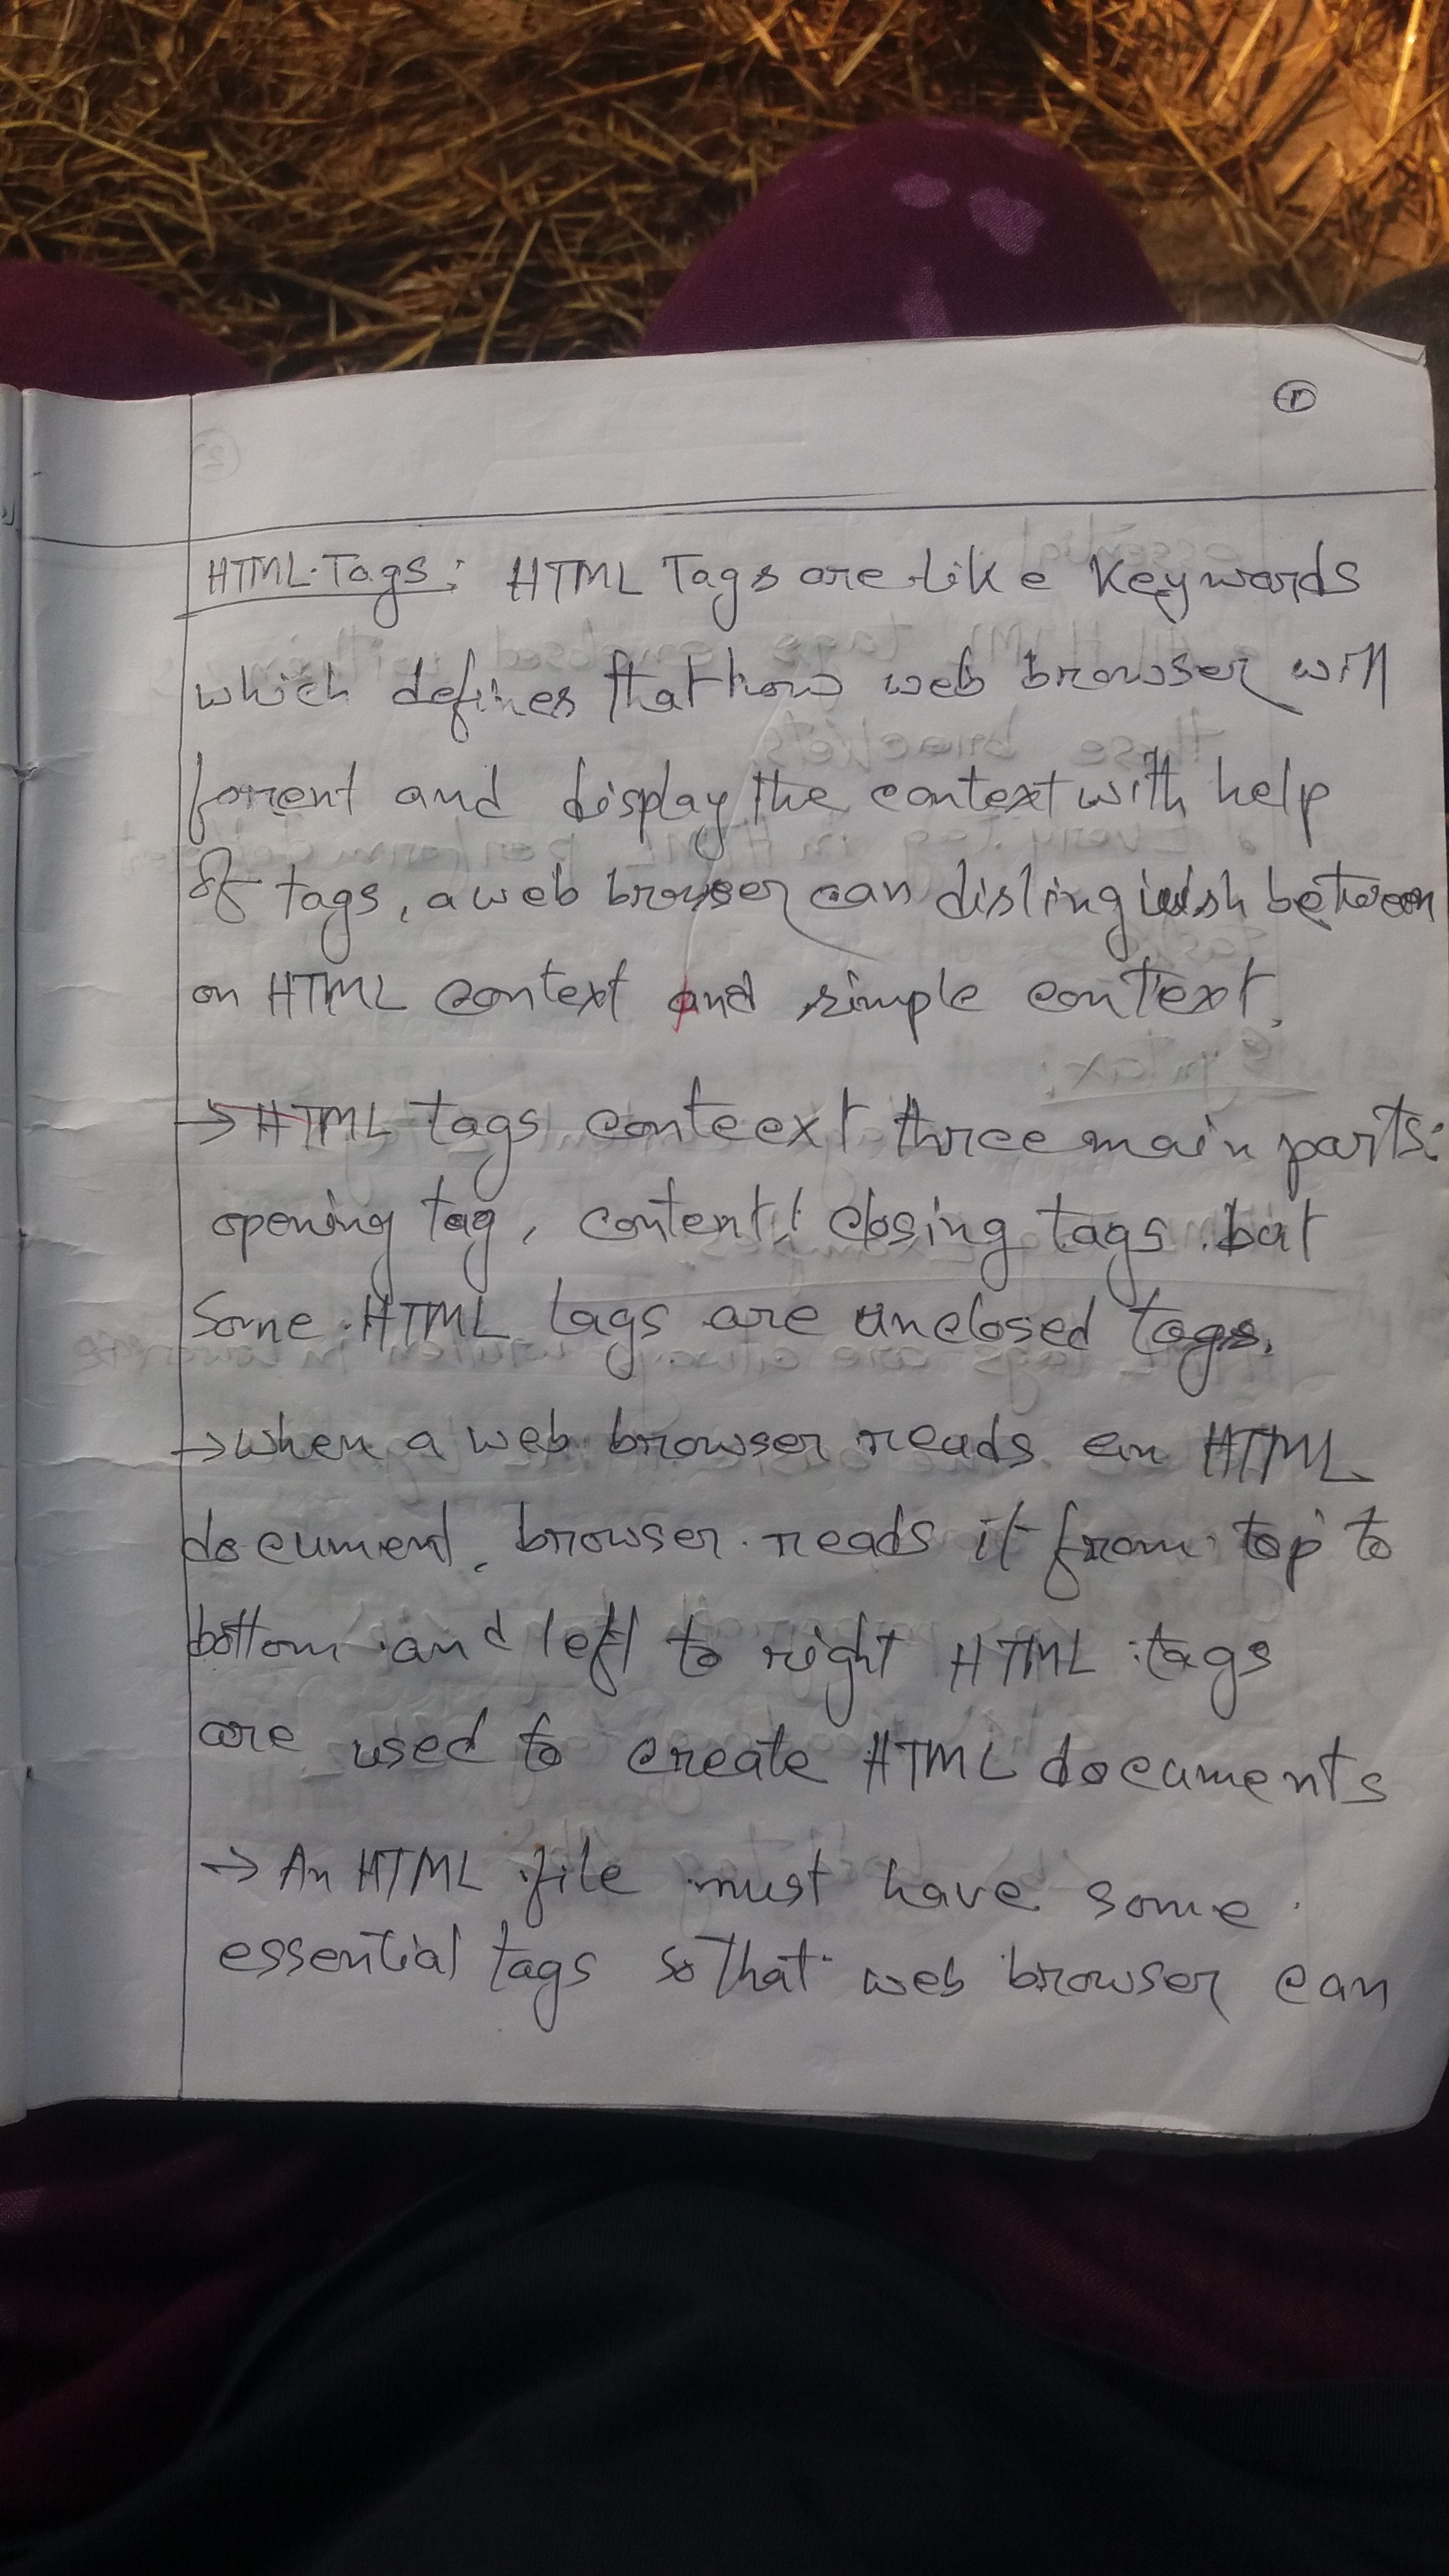 ①
HTML Tags: HTML Tags are like Keywords
which defines that how web browser will
forment and display the context with help
of tags, a web browser can distinguish between
on HTML context and simple context.
→ HTML tags conteext three main parts:
opening tag, content, closing tags. but
Some HTML tags are unclosed tags.
→ when a web browser reads an HTML
document, browser reads it from top to
bottom and left to right HTML tags
are used to create HTML documents
→ An HTML file must have some
essential tags so that web browser can